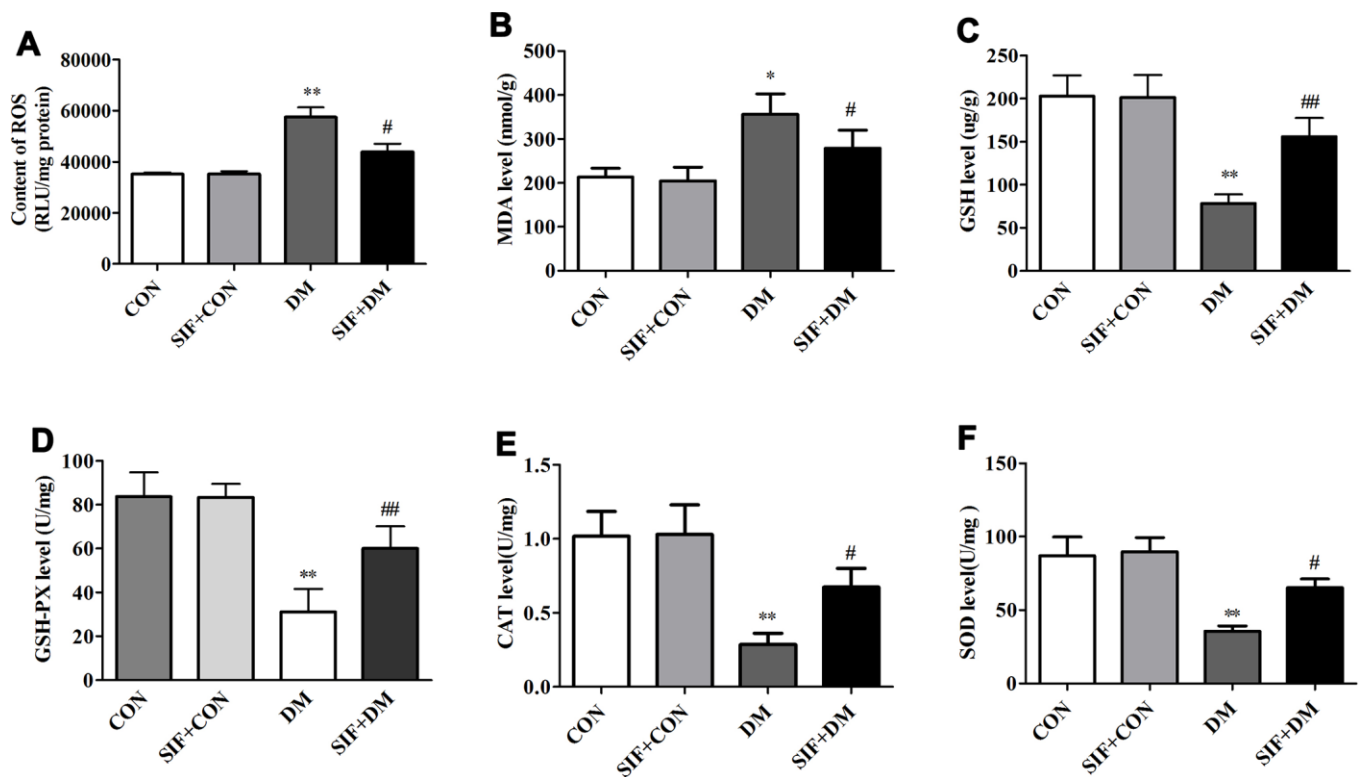 A
Content of ROS
(RLU/mg protein)
80000
60000
40000
20000
0
**
#
CON
SIF+CON
DM
SIF+DM
B
MDA level (nmol/g)
500
400
300
200
100
0
*
#
CON
SIF+CON
DM
SIF+DM
C
GSH level (ug/g)
250
200
150
100
50
0
**
##
CON
SIF+CON
DM
SIF+DM
D
GSH-PX level (U/mg)
100
80
60
40
20
0
**
##
CON
SIF+CON
DM
SIF+DM
E
CAT level(U/mg)
1.5
1.0
0.5
0.0
**
#
CON
SIF+CON
DM
SIF+DM
F
SOD level(U/mg )
150
100
50
0
**
#
CON
SIF+CON
DM
SIF+DM